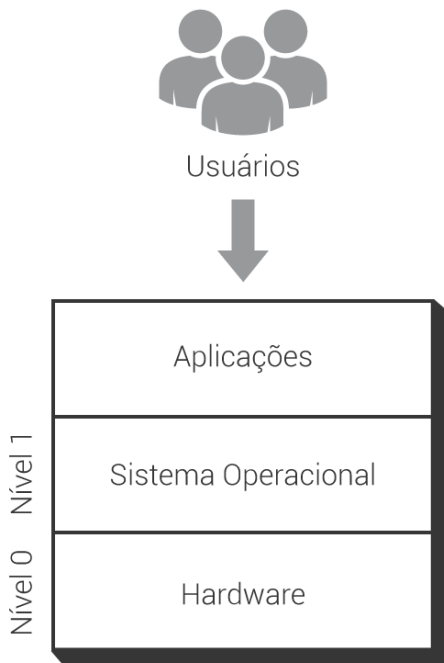 Usuários
Aplicações
Nível 1
Sistema Operacional
Nível 0
Hardware